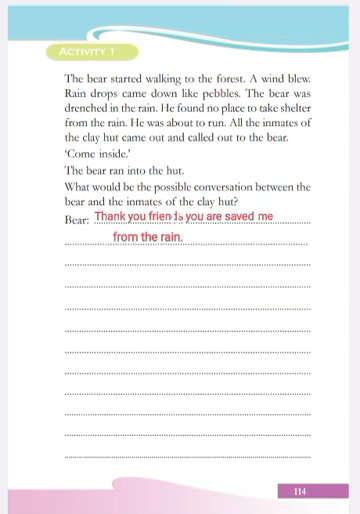 ACTIVITY 1
The bear started walking to the forest. A wind blew.
Rain drops came down like pebbles. The bear was
drenched in the rain. He found no place to take shelter
from the rain. He was about to run. All the inmates of
the clay hut came out and called out to the bear.
'Come inside.'
The bear ran into the hut.
What would be the possible conversation between the
bear and the inmates of the clay hut?
Bear: Thank you friends you are saved me
from the rain.
114